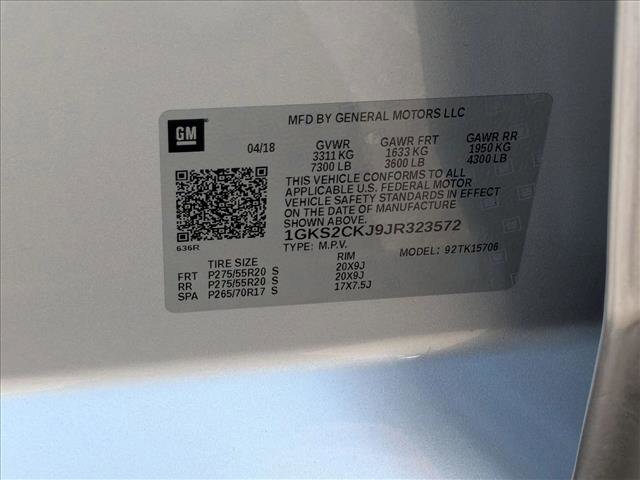 MFD BY GENERAL MOTORS LLC
GM
04/18 GVWR GAWR FRT GAWR RR
3311 KG 1633 KG 1950 KG
7300 LB 3600 LB 4300 LB
THIS VEHICLE CONFORMS TO ALL
APPLICABLE U.S. FEDERAL MOTOR
VEHICLE SAFETY STANDARDS IN EFFECT
ON THE DATE OF MANUFACTURE
SHOWN ABOVE.
1GKS2CKJ9JR323572
636R TYPE: M.P.V. MODEL: 92TK15706
TIRE SIZE RIM
FRT P275/55R20 S 20X9J
RR P275/55R20 S 20X9J
SPA P265/70R17 S 17X7.5J